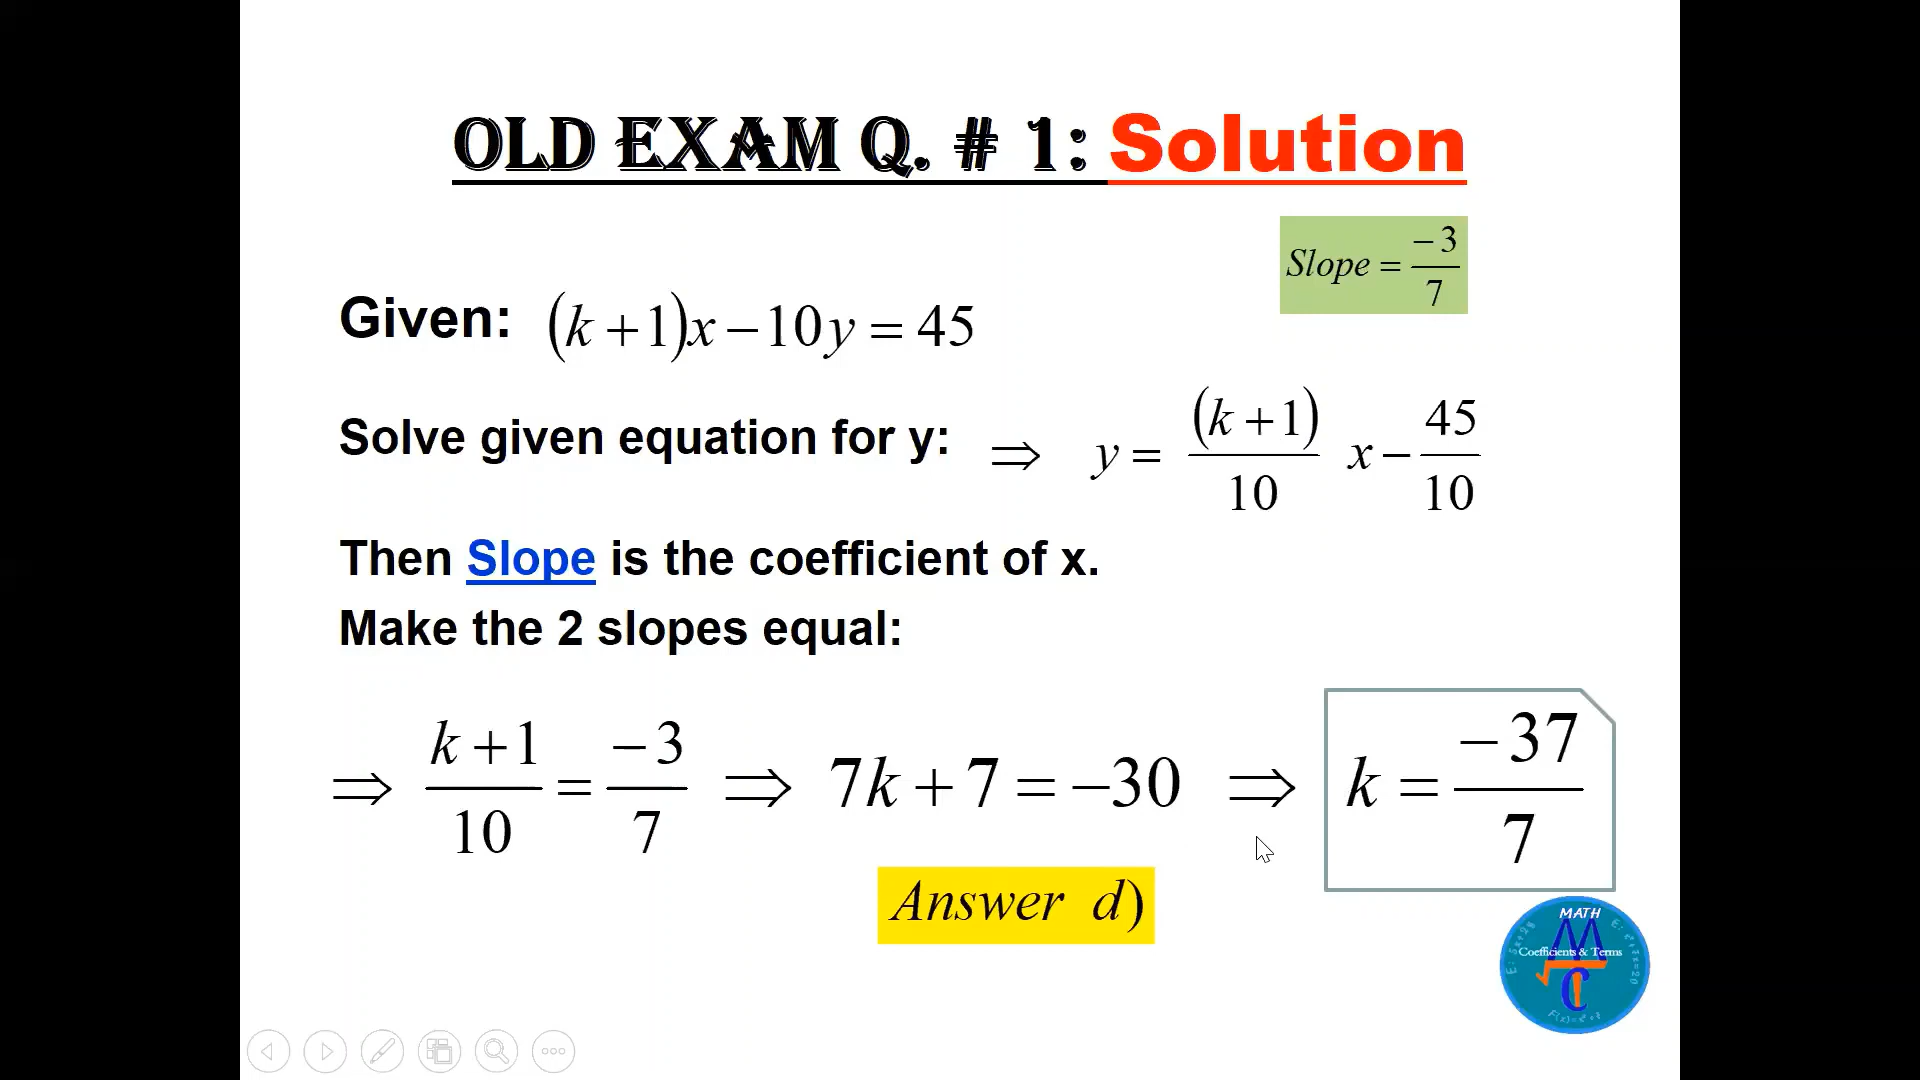 OLD EXAM Q. # 1: Solution
Slope = −3/7
Given: (k+1)x−10y = 45
Solve given equation for y: ⇒ y = (k+1)/10 x − 45/10
Then Slope is the coefficient of x.
Make the 2 slopes equal:
⇒ k+1/10 = −3/7 ⇒ 7k+7 = −30 ⇒ k = −37/7
Answer d)
MATH
Coefficients & Terms